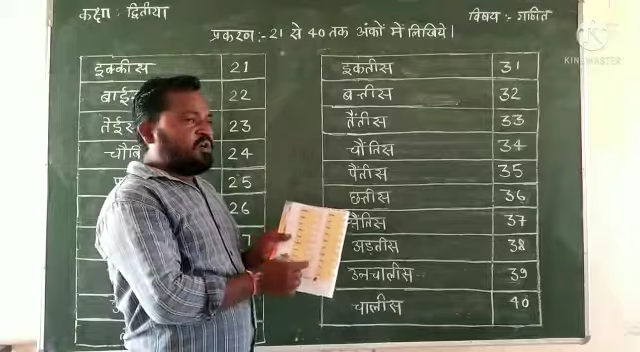 कक्षा : द्वितीया
विषय :- गणित
प्रकरण :- 21 से 40 तक अंकों में लिखिये।
KINEMASTER
इक्कीस 21
22
23
24
25
26
इकतीस 31
बत्तीस 32
तैंतीस 33
चौंतिस 34
पैंतीस 35
छत्तीस 36
सैंतिस 37
अड़तीस 38
उनचालीस 39
चालीस 40